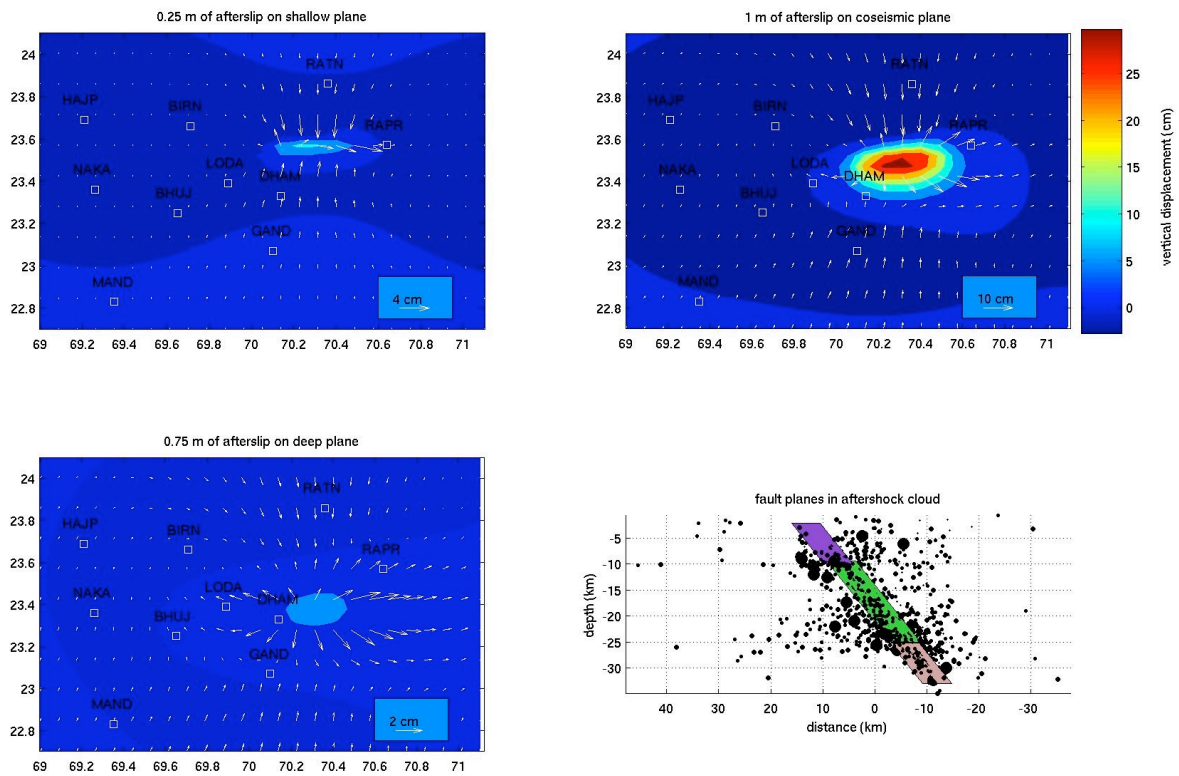 0.25 m of afterslip on shallow plane
24
23.8
23.6
23.4
23.2
23
22.8
RATN
HAJP
BIRN
RAPR
LODA
NAKA
DHAM
BHUJ
GAND
MAND
4 cm
69 69.2 69.4 69.6 69.8 70 70.2 70.4 70.6 70.8 71
1 m of afterslip on coseismic plane
24
23.8
23.6
23.4
23.2
23
22.8
RATN
HAJP
BIRN
RAPR
LODA
NAKA
DHAM
BHUJ
GAND
MAND
10 cm
69 69.2 69.4 69.6 69.8 70 70.2 70.4 70.6 70.8 71
25
20
15
10
5
0
vertical displacement (cm)
0.75 m of afterslip on deep plane
24
23.8
23.6
23.4
23.2
23
22.8
RATN
HAJP
BIRN
RAPR
LODA
NAKA
DHAM
BHUJ
GAND
MAND
2 cm
69 69.2 69.4 69.6 69.8 70 70.2 70.4 70.6 70.8 71
fault planes in aftershock cloud
-5
-10
-15
-20
-25
-30
depth (km)
40 30 20 10 0 -10 -20 -30
distance (km)